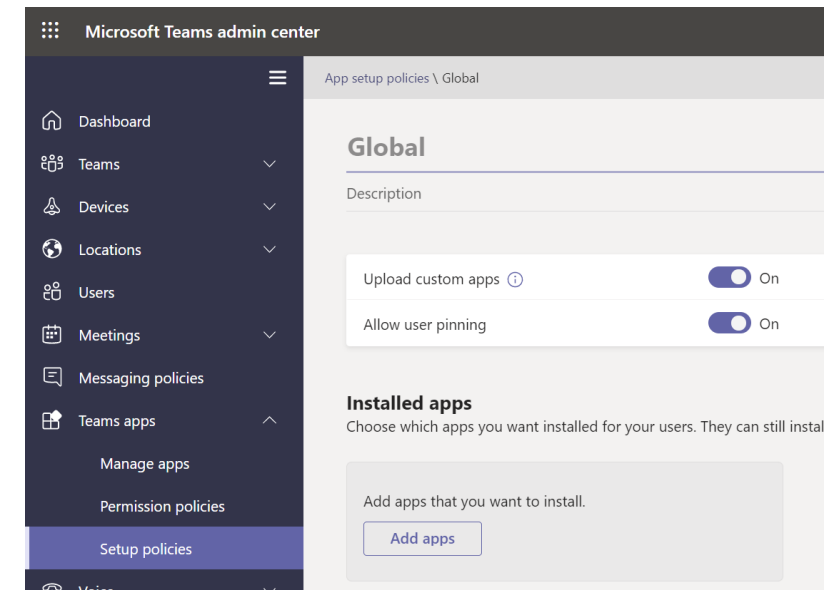 Microsoft Teams admin center
App setup policies \ Global
Dashboard
Teams
Devices
Locations
Users
Meetings
Messaging policies
Teams apps
Manage apps
Permission policies
Setup policies
Global
Description
Upload custom apps
On
Allow user pinning
On
Installed apps
Choose which apps you want installed for your users. They can still instal
Add apps that you want to install.
Add apps